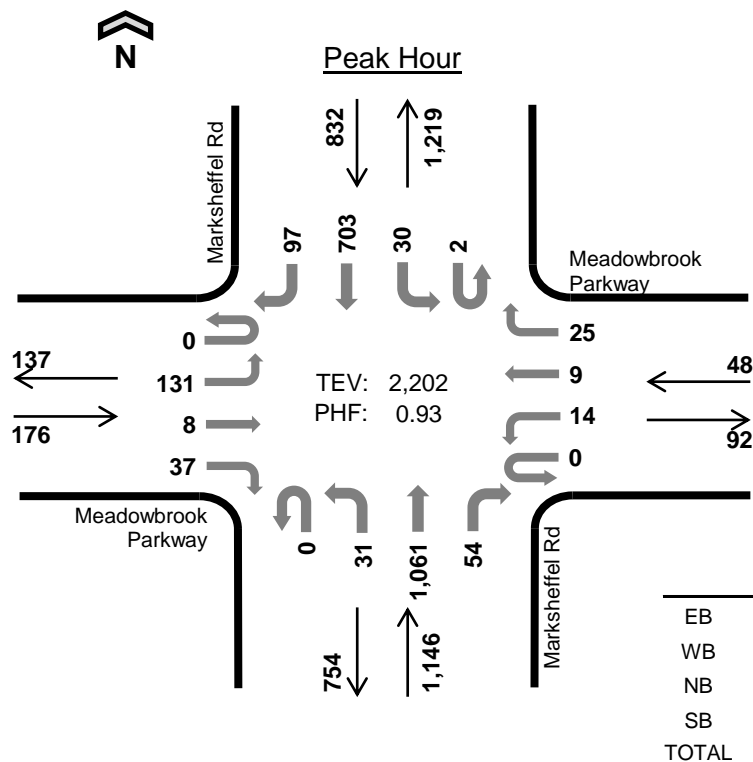 N
Peak Hour
832
1,219
Marksheffel Rd
97
703
30
2
Meadowbrook
Parkway
0
131
8
37
137
176
TEV: 2,202
PHF: 0.93
25
9
14
0
48
92
Meadowbrook
Parkway
0
31
1,061
54
Marksheffel Rd
754
1,146
EB
WB
NB
SB
TOTAL